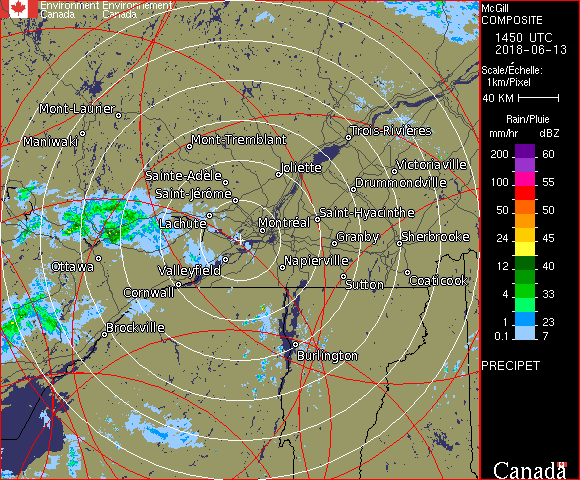 Environment Environnement
Canada Canada
McGill
COMPOSITE
1450 UTC
2018-06-13
Scale/Échelle:
1km/Pixel
40 KM
Rain/Pluie
mm/hr dBZ
200 60
55
100 55
50 50
24 45
12 40
4 33
1 23
0.1 7
PRECIPET
Canada
Mont-Laurier
Maniwaki
Mont-Tremblant
Trois-Rivières
Joliette
Victoriaville
Sainte-Adèle
Drummondville
Saint-Jérôme
Lachute
Saint-Hyacinthe
Montréal
Granby
Sherbrooke
Ottawa
Valleyfield
Napierville
Sutton
Coaticook
Cornwall
Brockville
Burlington